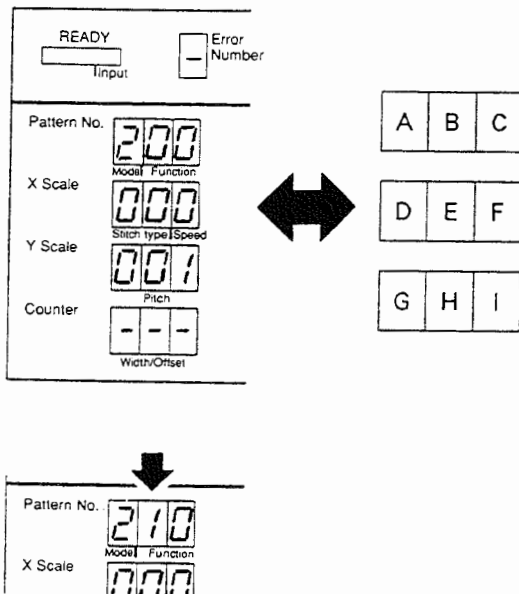 READY
Input
Error
Number
–
Pattern No.
200
Model Function
X Scale
000
Stitch type Speed
Y Scale
001
Pitch
Counter
- - -
Width/Offset
A B C
D E F
G H I
Pattern No.
210
Model Function
X Scale
000